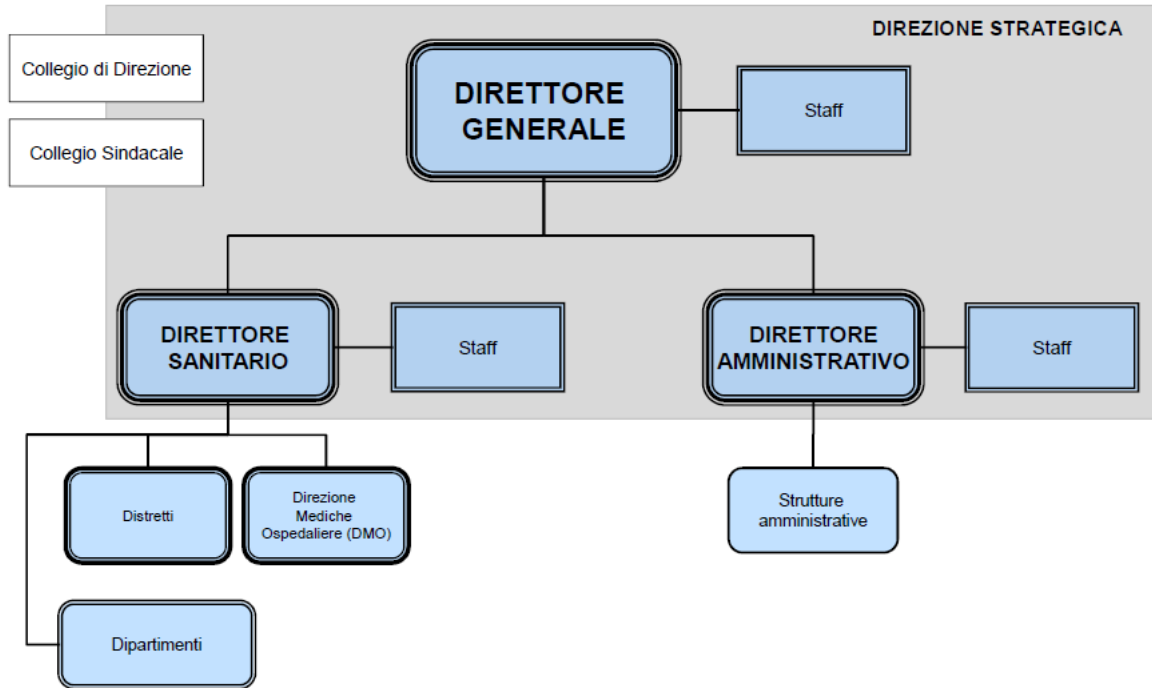 DIREZIONE STRATEGICA
Collegio di Direzione
Collegio Sindacale
DIRETTORE
GENERALE
Staff
DIRETTORE
SANITARIO
Staff
DIRETTORE
AMMINISTRATIVO
Staff
Distretti
Direzione
Mediche
Ospedaliere (DMO)
Strutture
amministrative
Dipartimenti